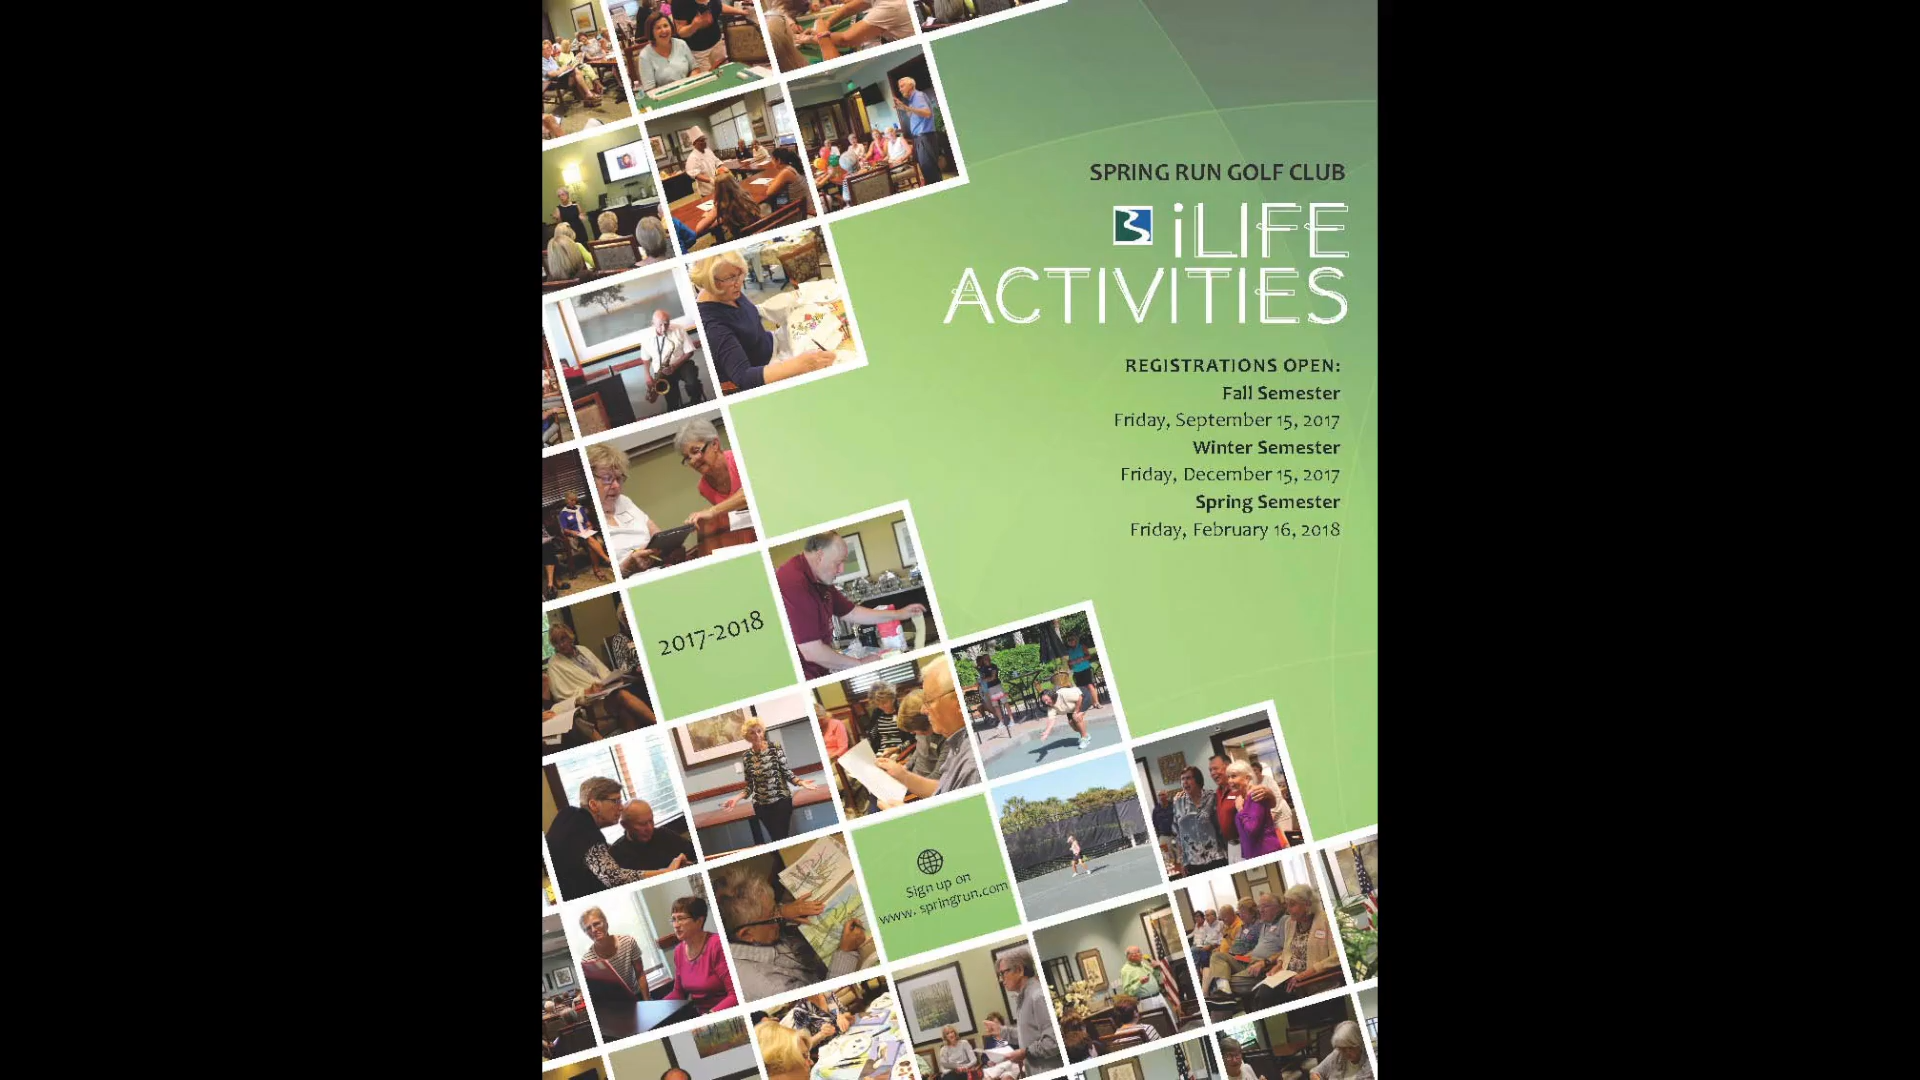 SPRING RUN GOLF CLUB
iLIFE
ACTIVITIES
REGISTRATIONS OPEN:
Fall Semester
Friday, September 15, 2017
Winter Semester
Friday, December 15, 2017
Spring Semester
Friday, February 16, 2018
2017-2018
Sign up on
www. springrun.com